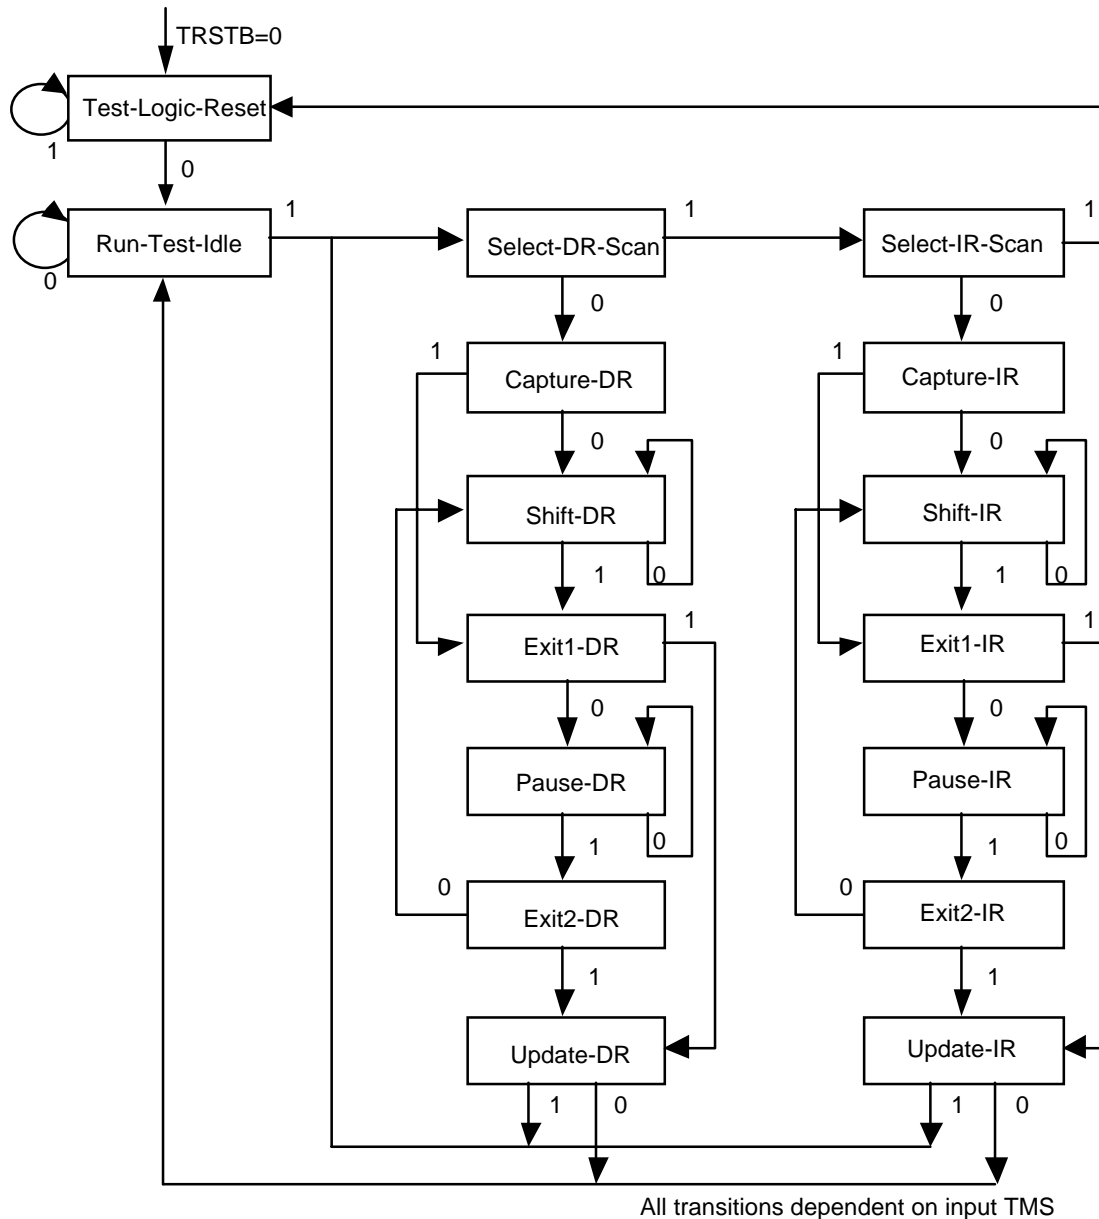 TRSTB=0
Test-Logic-Reset
1
0
1
1
1
Run-Test-Idle
Select-DR-Scan
Select-IR-Scan
0
0
0
1
1
Capture-DR
Capture-IR
0
0
Shift-DR
Shift-IR
1
0
1
0
1
1
Exit1-DR
Exit1-IR
0
0
Pause-DR
Pause-IR
1
0
1
0
0
0
Exit2-DR
Exit2-IR
1
1
Update-DR
Update-IR
1
0
1
0
All transitions dependent on input TMS